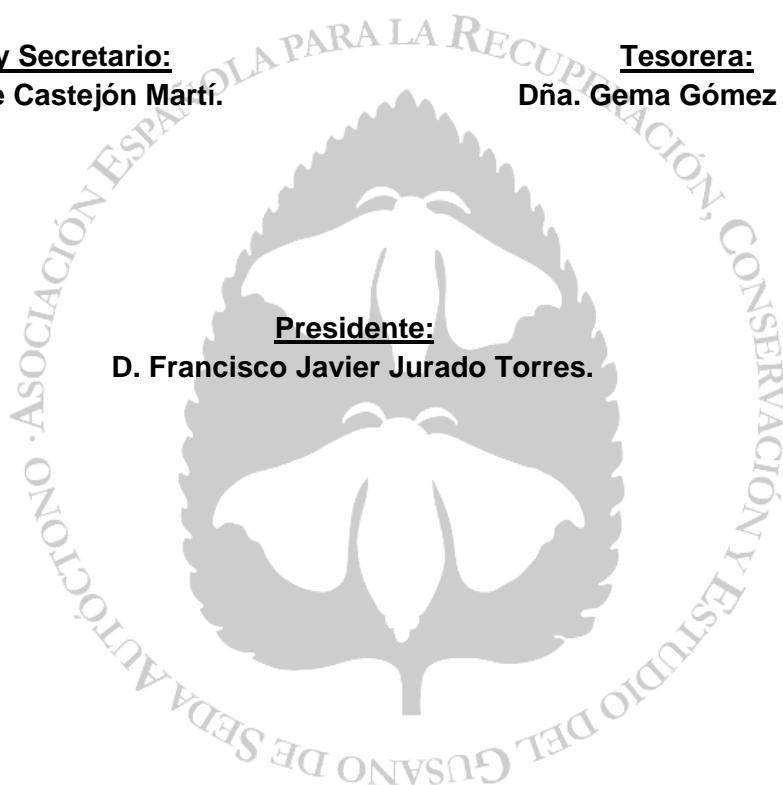 y Secretario:
e Castejón Martí.
Tesorera:
Dña. Gema Gómez
Presidente:
D. Francisco Javier Jurado Torres.
ASOCIACIÓN ESPAÑOLA PARA LA RECUPERACIÓN, CONSERVACIÓN Y ESTUDIO DEL GUSANO DE SEDA AUTÓCTONO ·